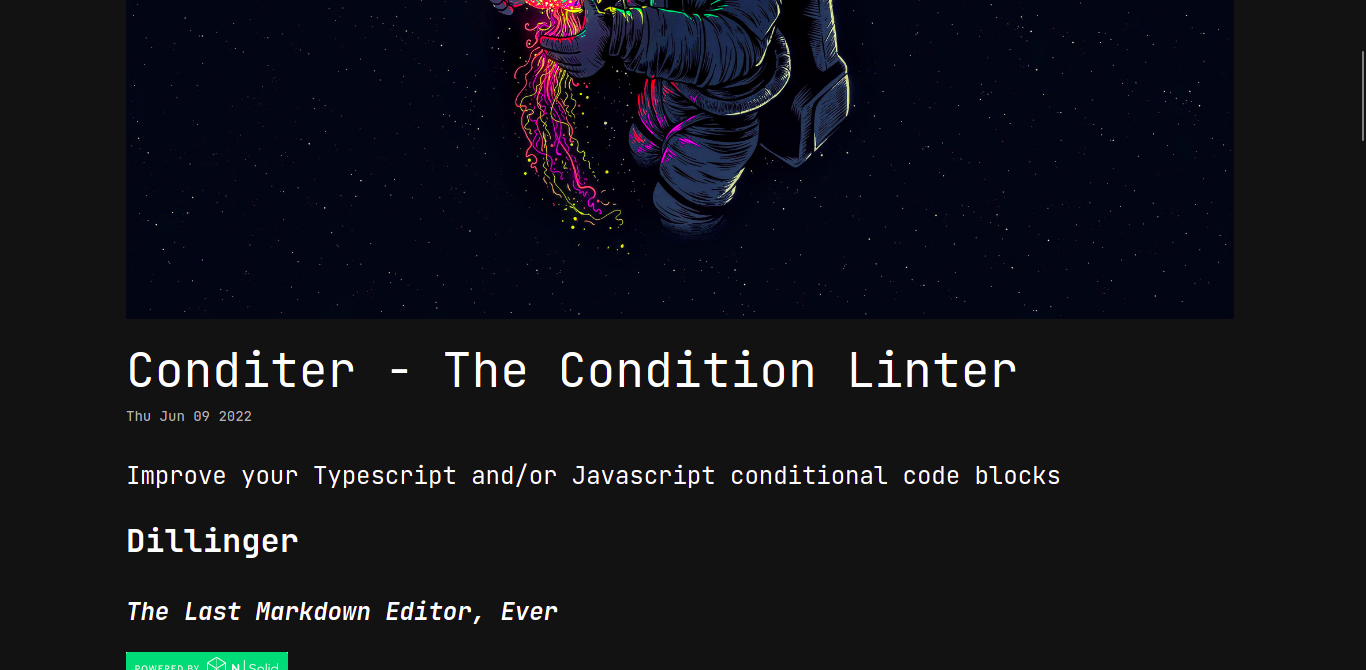 Conditer - The Condition Linter
Thu Jun 09 2022
Improve your Typescript and/or Javascript conditional code blocks
Dillinger
The Last Markdown Editor, Ever
POWERED BY N|Solid